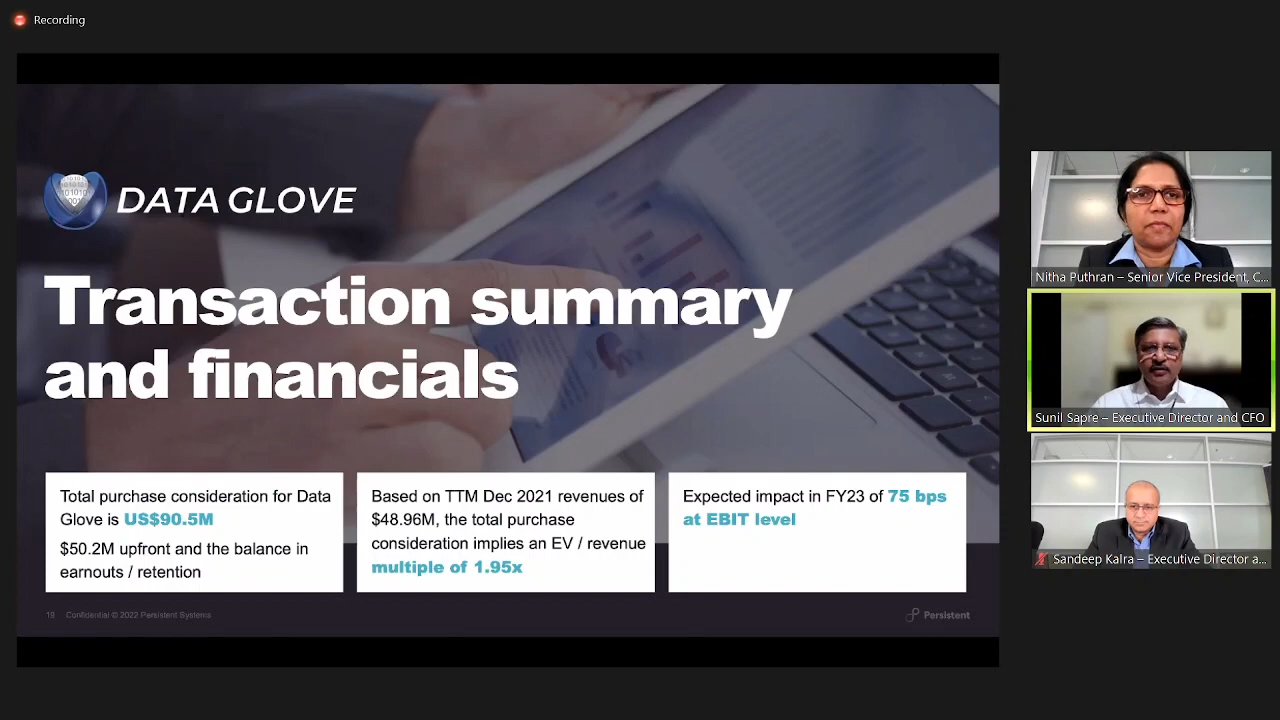 Recording
DATA GLOVE
Transaction summary
and financials
Total purchase consideration for Data
Glove is US$90.5M
$50.2M upfront and the balance in
earnouts / retention
Based on TTM Dec 2021 revenues of
$48.96M, the total purchase
consideration implies an EV / revenue
multiple of 1.95x
Expected impact in FY23 of 75 bps
at EBIT level
19 Confidential © 2022 Persistent Systems
Persistent
Nitha Puthran – Senior Vice President, C...
Sunil Sapre – Executive Director and CFO
Sandeep Kalra – Executive Director a...